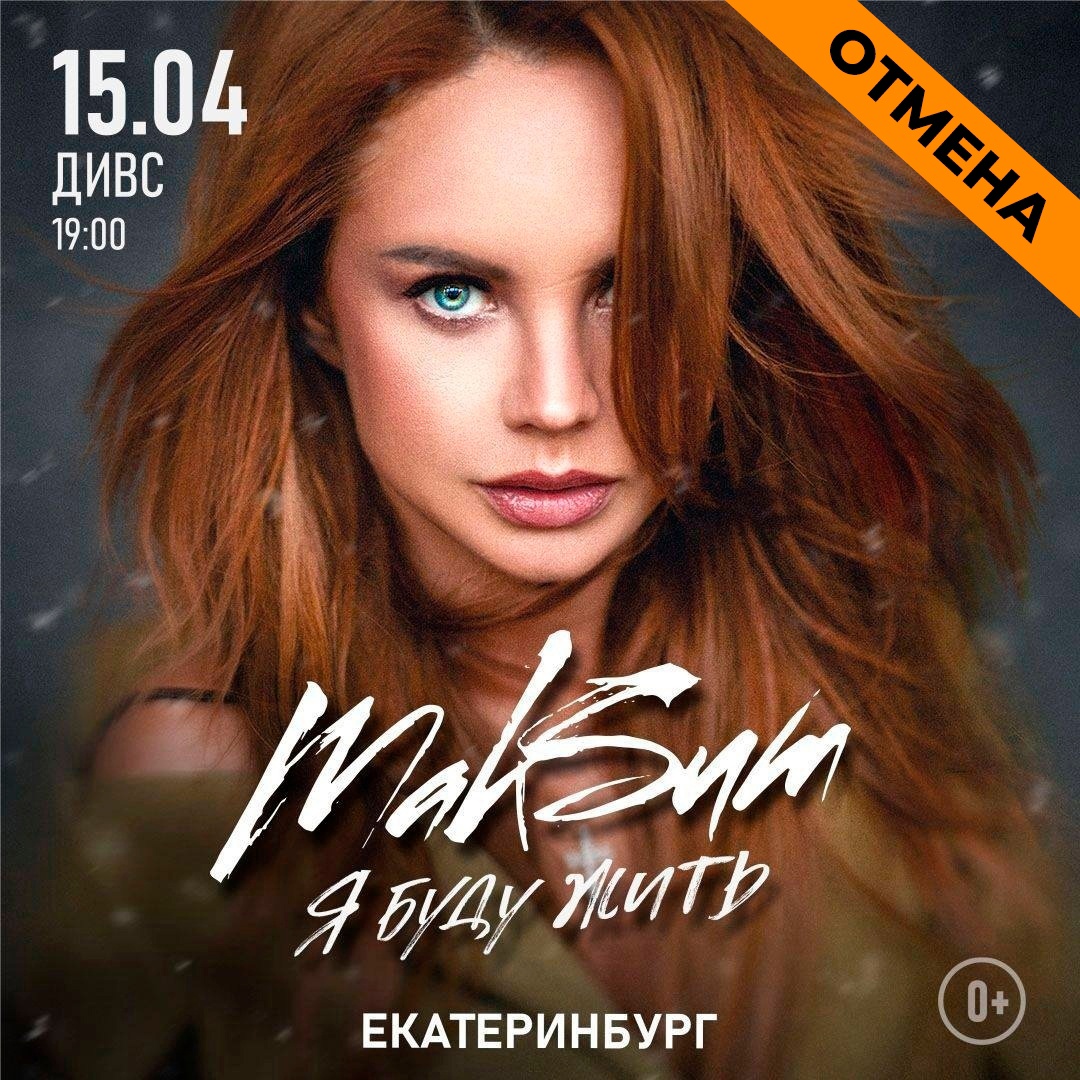 15.04
ДИВС
19:00
ОТМЕНА
МакSим
Я БУДУ ЖИТЬ
ЕКАТЕРИНБУРГ
0+